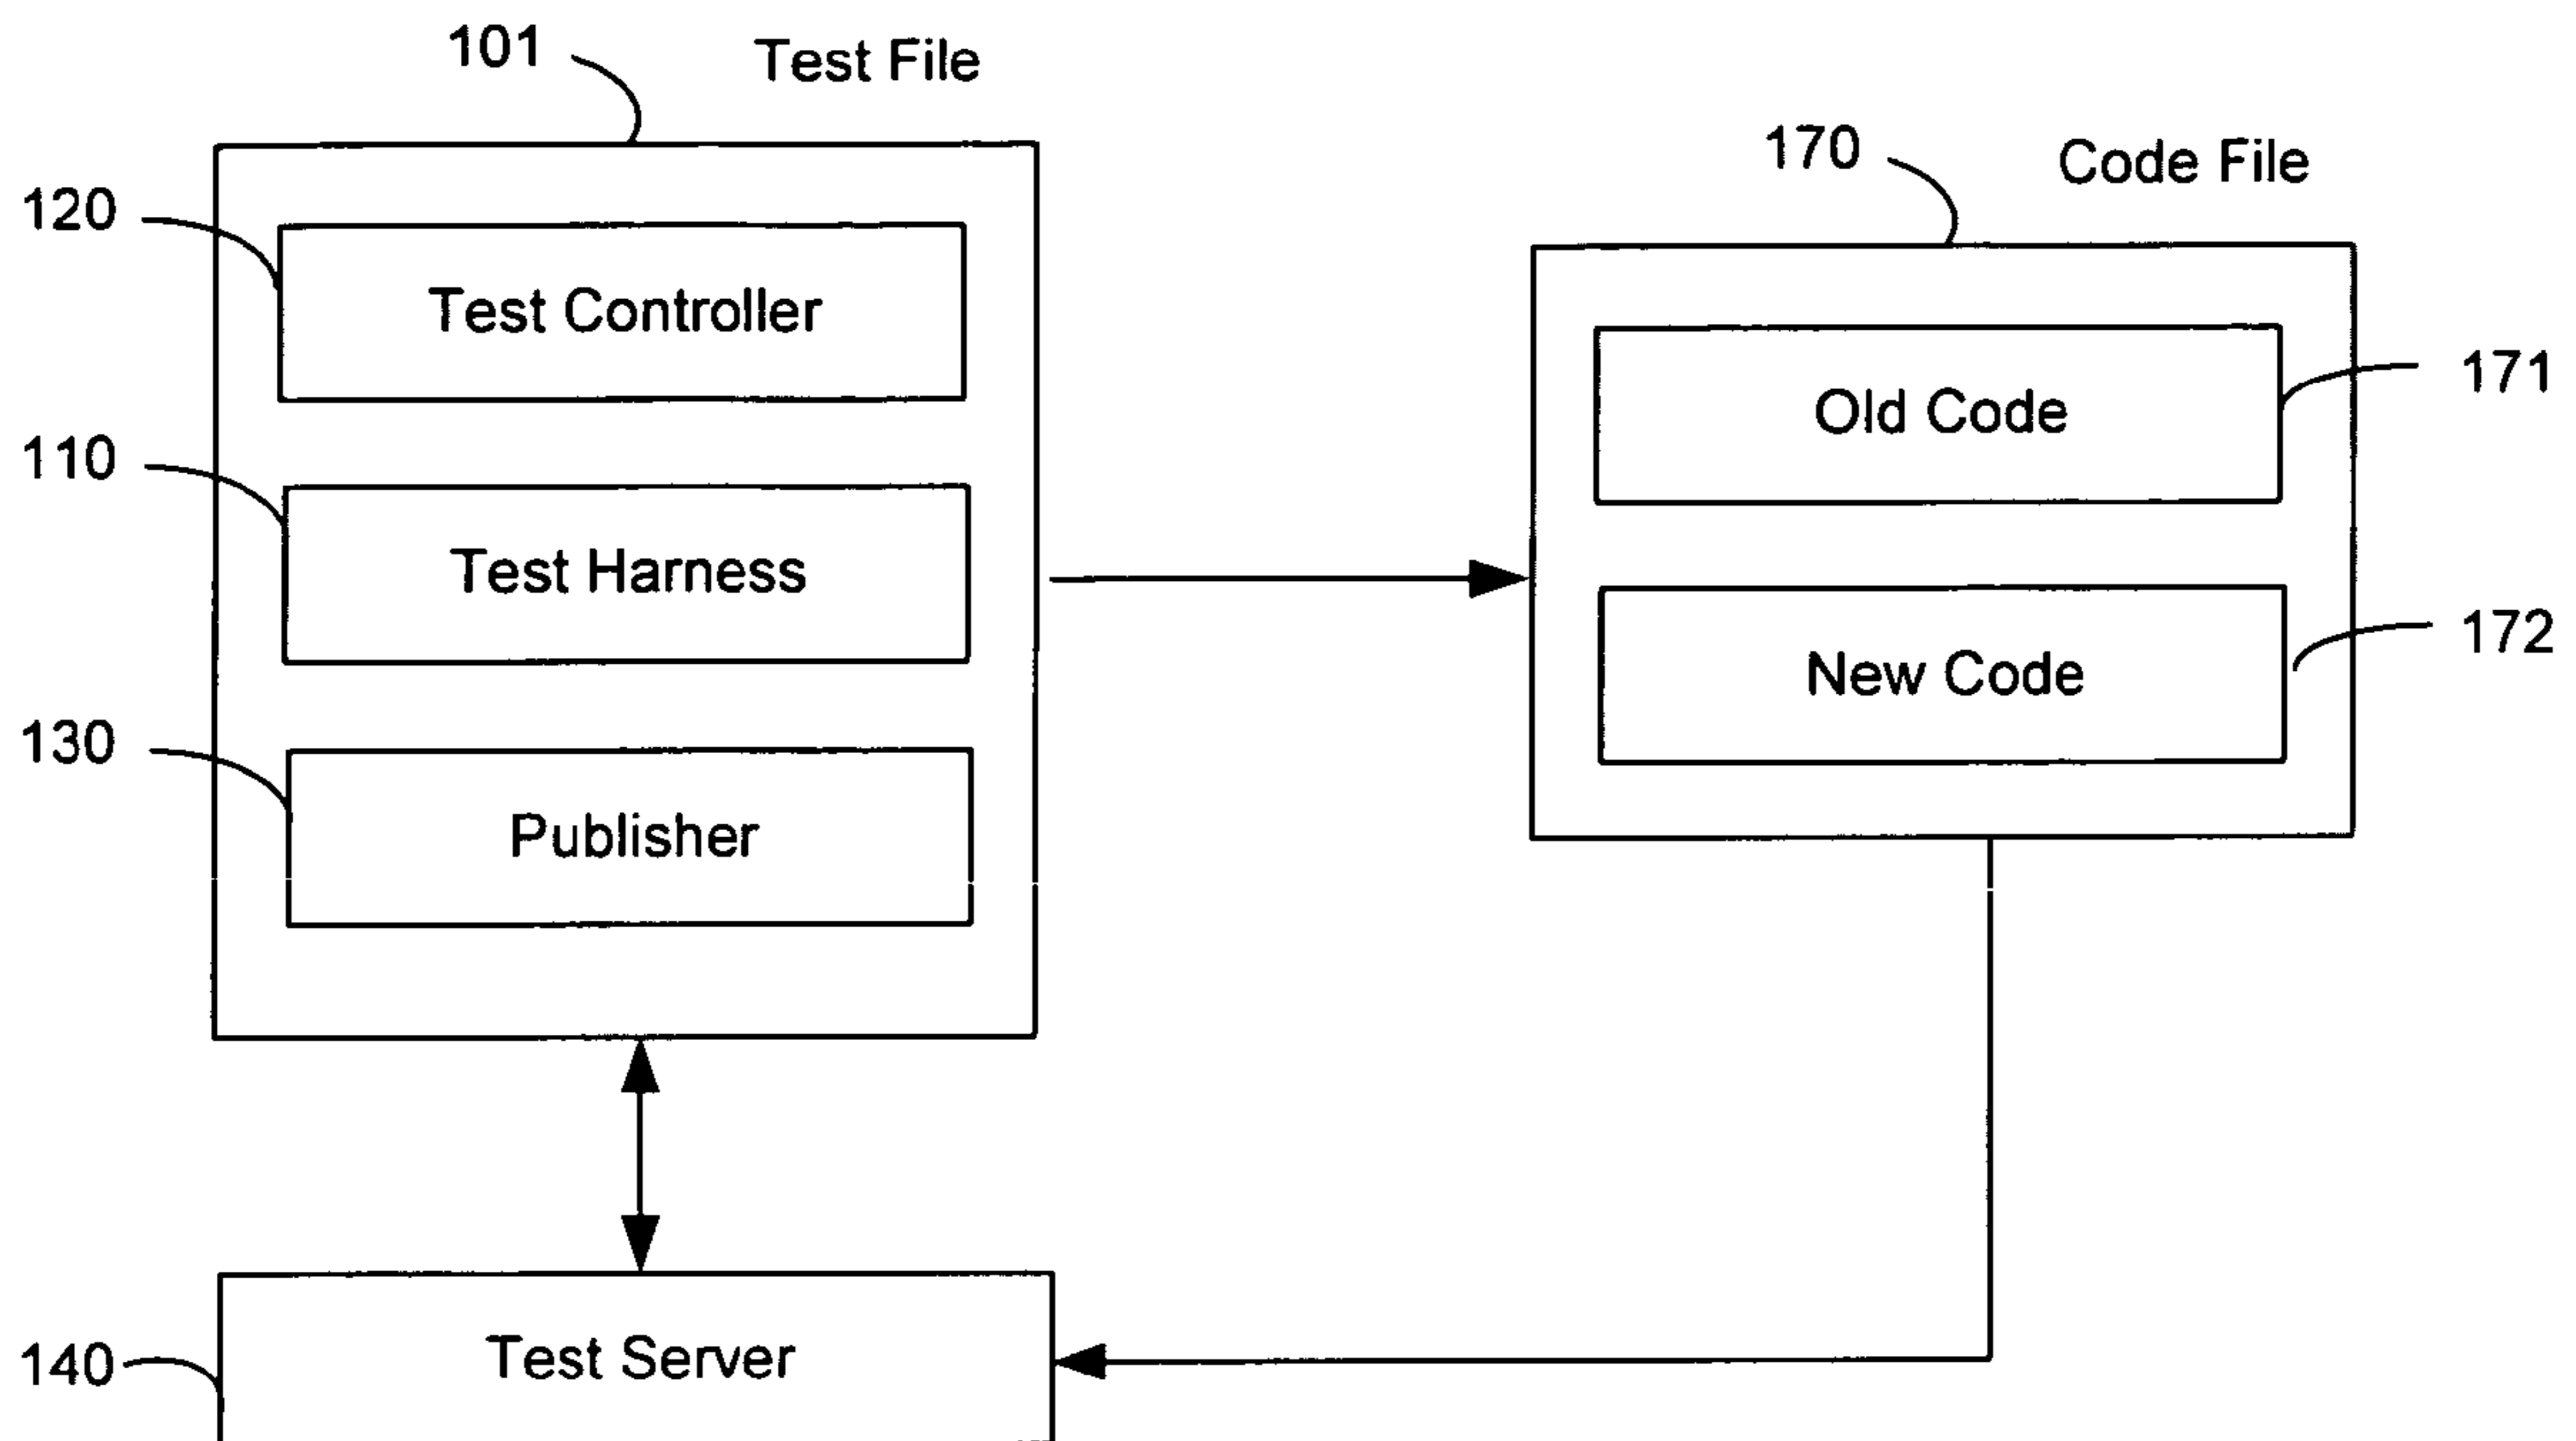 101
Test File
120
Test Controller
110
Test Harness
130
Publisher
170
Code File
Old Code
171
New Code
172
140
Test Server